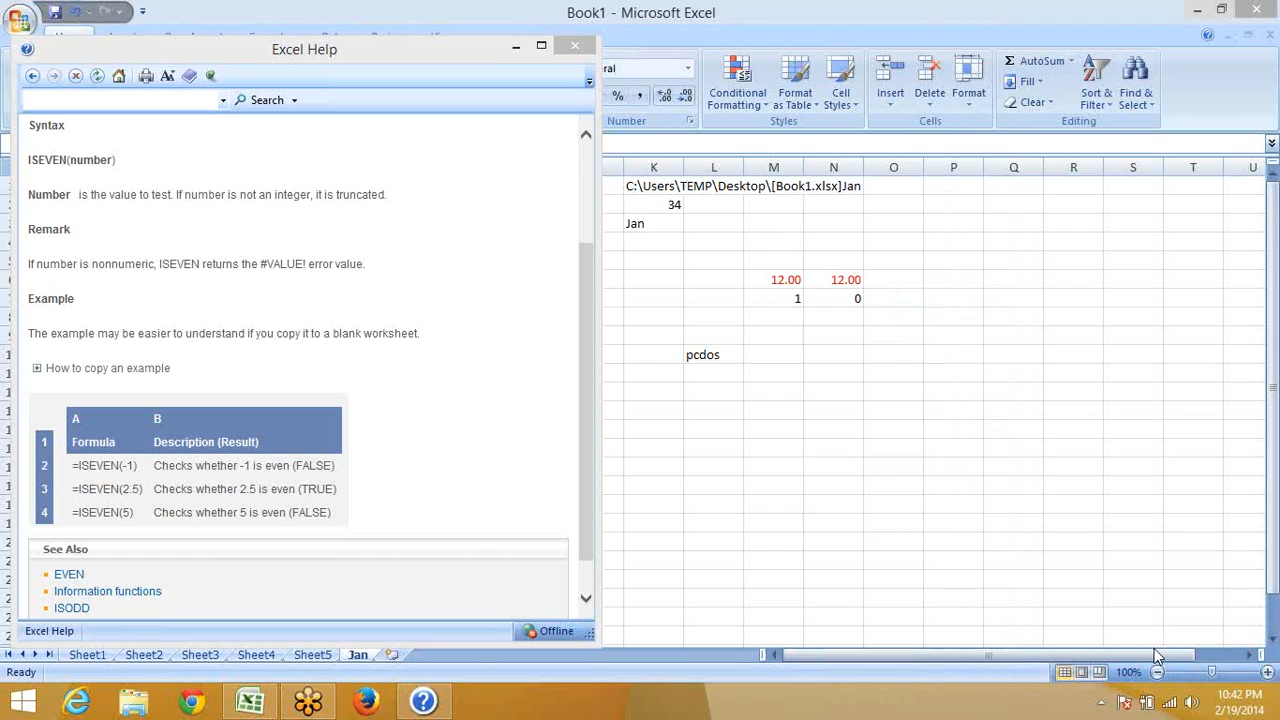 Book1 - Microsoft Excel
Excel Help
Search
Syntax
ISEVEN(number)
Number is the value to test. If number is not an integer, it is truncated.
Remark
If number is nonnumeric, ISEVEN returns the #VALUE! error value.
Example
The example may be easier to understand if you copy it to a blank worksheet.
How to copy an example
A B
1 Formula Description (Result)
2 =ISEVEN(-1) Checks whether -1 is even (FALSE)
3 =ISEVEN(2.5) Checks whether 2.5 is even (TRUE)
4 =ISEVEN(5) Checks whether 5 is even (FALSE)
See Also
EVEN
Information functions
ISODD
Excel Help Offline
eral
% ,
Number
Conditional Formatting
Format as Table
Cell Styles
Styles
Insert
Delete
Format
Cells
Σ AutoSum
Fill
Clear
Sort & Filter
Find & Select
Editing
K L M N O P Q R S T U
C:\Users\TEMP\Desktop\[Book1.xlsx]Jan
34
Jan
12.00 12.00
1 0
pcdos
Sheet1 Sheet2 Sheet3 Sheet4 Sheet5 Jan
Ready 100%
10:42 PM
2/19/2014